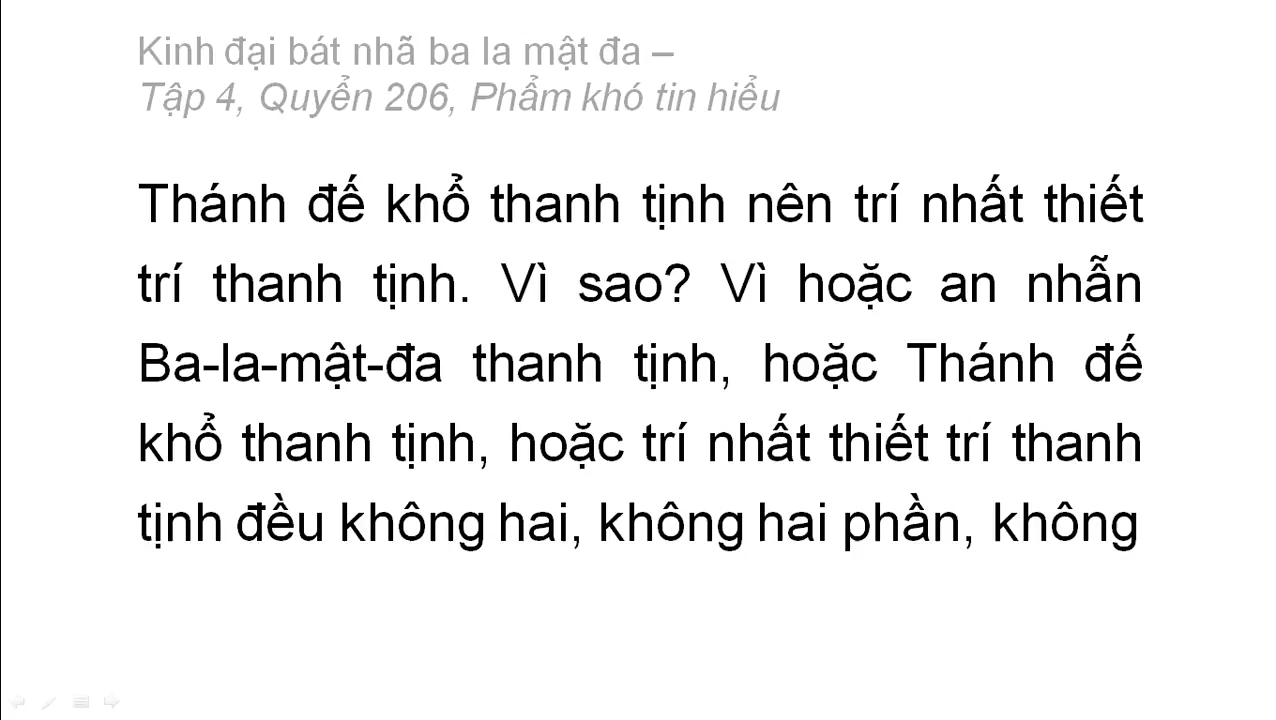 Kinh đại bát nhã ba la mật đa –
Tập 4, Quyển 206, Phẩm khó tin hiểu
Thánh đế khổ thanh tịnh nên trí nhất thiết
trí thanh tịnh. Vì sao? Vì hoặc an nhẫn
Ba-la-mật-đa thanh tịnh, hoặc Thánh đế
khổ thanh tịnh, hoặc trí nhất thiết trí thanh
tịnh đều không hai, không hai phần, không